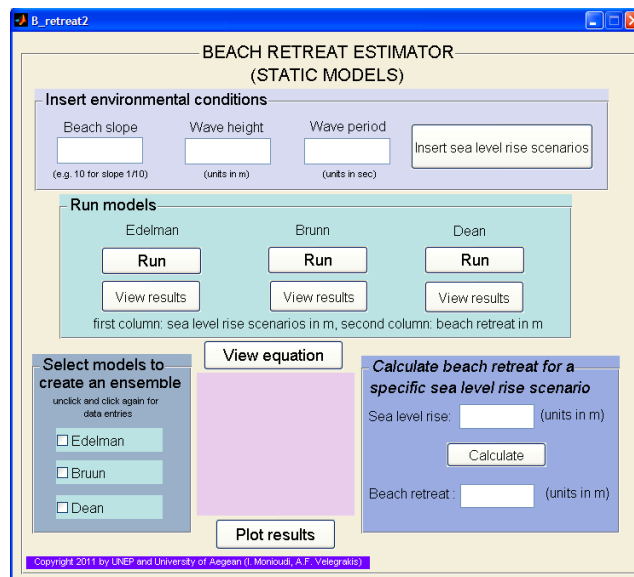 B_retreat2
BEACH RETREAT ESTIMATOR
(STATIC MODELS)
Insert environmental conditions
Beach slope
Wave height
Wave period
Insert sea level rise scenarios
(e.g. 10 for slope 1/10)
(units in m)
(units in sec)
Run models
Edelman
Brunn
Dean
Run
Run
Run
View results
View results
View results
first column: sea level rise scenarios in m, second column: beach retreat in m
Select models to
create an ensemble
unclick and click again for
data entries
Edelman
Bruun
Dean
View equation
Plot results
Calculate beach retreat for a
specific sea level rise scenario
Sea level rise:
(units in m)
Calculate
Beach retreat :
(units in m)
Copyright 2011 by UNEP and University of Aegean (I. Monioudi, A.F. Velegrakis)